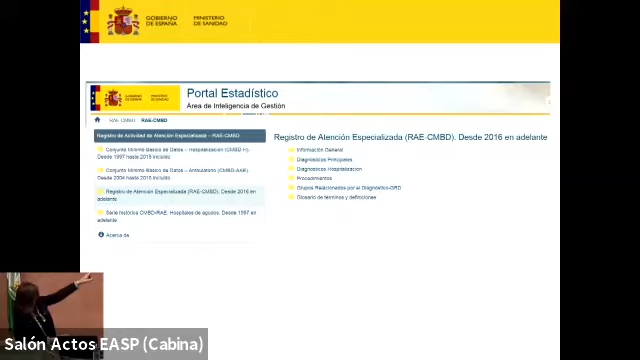 GOBIERNO
DE ESPAÑA
MINISTERIO
DE SANIDAD
Portal Estadístico
Área de Inteligencia de Gestión
RAE-CMBD
RAE-CMBD
Registro de Actividad de Atención Especializada – RAE-CMBD
Conjunto Mínimo Básico de Datos – Hospitalización (CMBD-H).
Desde 1997 hasta 2015 incluido
Conjunto Mínimo Básico de Datos – Ambulatorio (CMBD-AAE).
Desde 2004 hasta 2015 incluido
Registro de Atención Especializada (RAE-CMBD). Desde 2016 en
adelante
Serie histórica CMBD-RAE. Hospitales de agudos. Desde 1997 en
adelante
Acerca de
Registro de Atención Especializada (RAE-CMBD). Desde 2016 en adelante
Información General
Diagnósticos Principales
Diagnósticos Hospitalización
Procedimientos
Grupos Relacionados por el Diagnóstico-GRD
Glosario de términos y definiciones
Salón Actos EASP (Cabina)